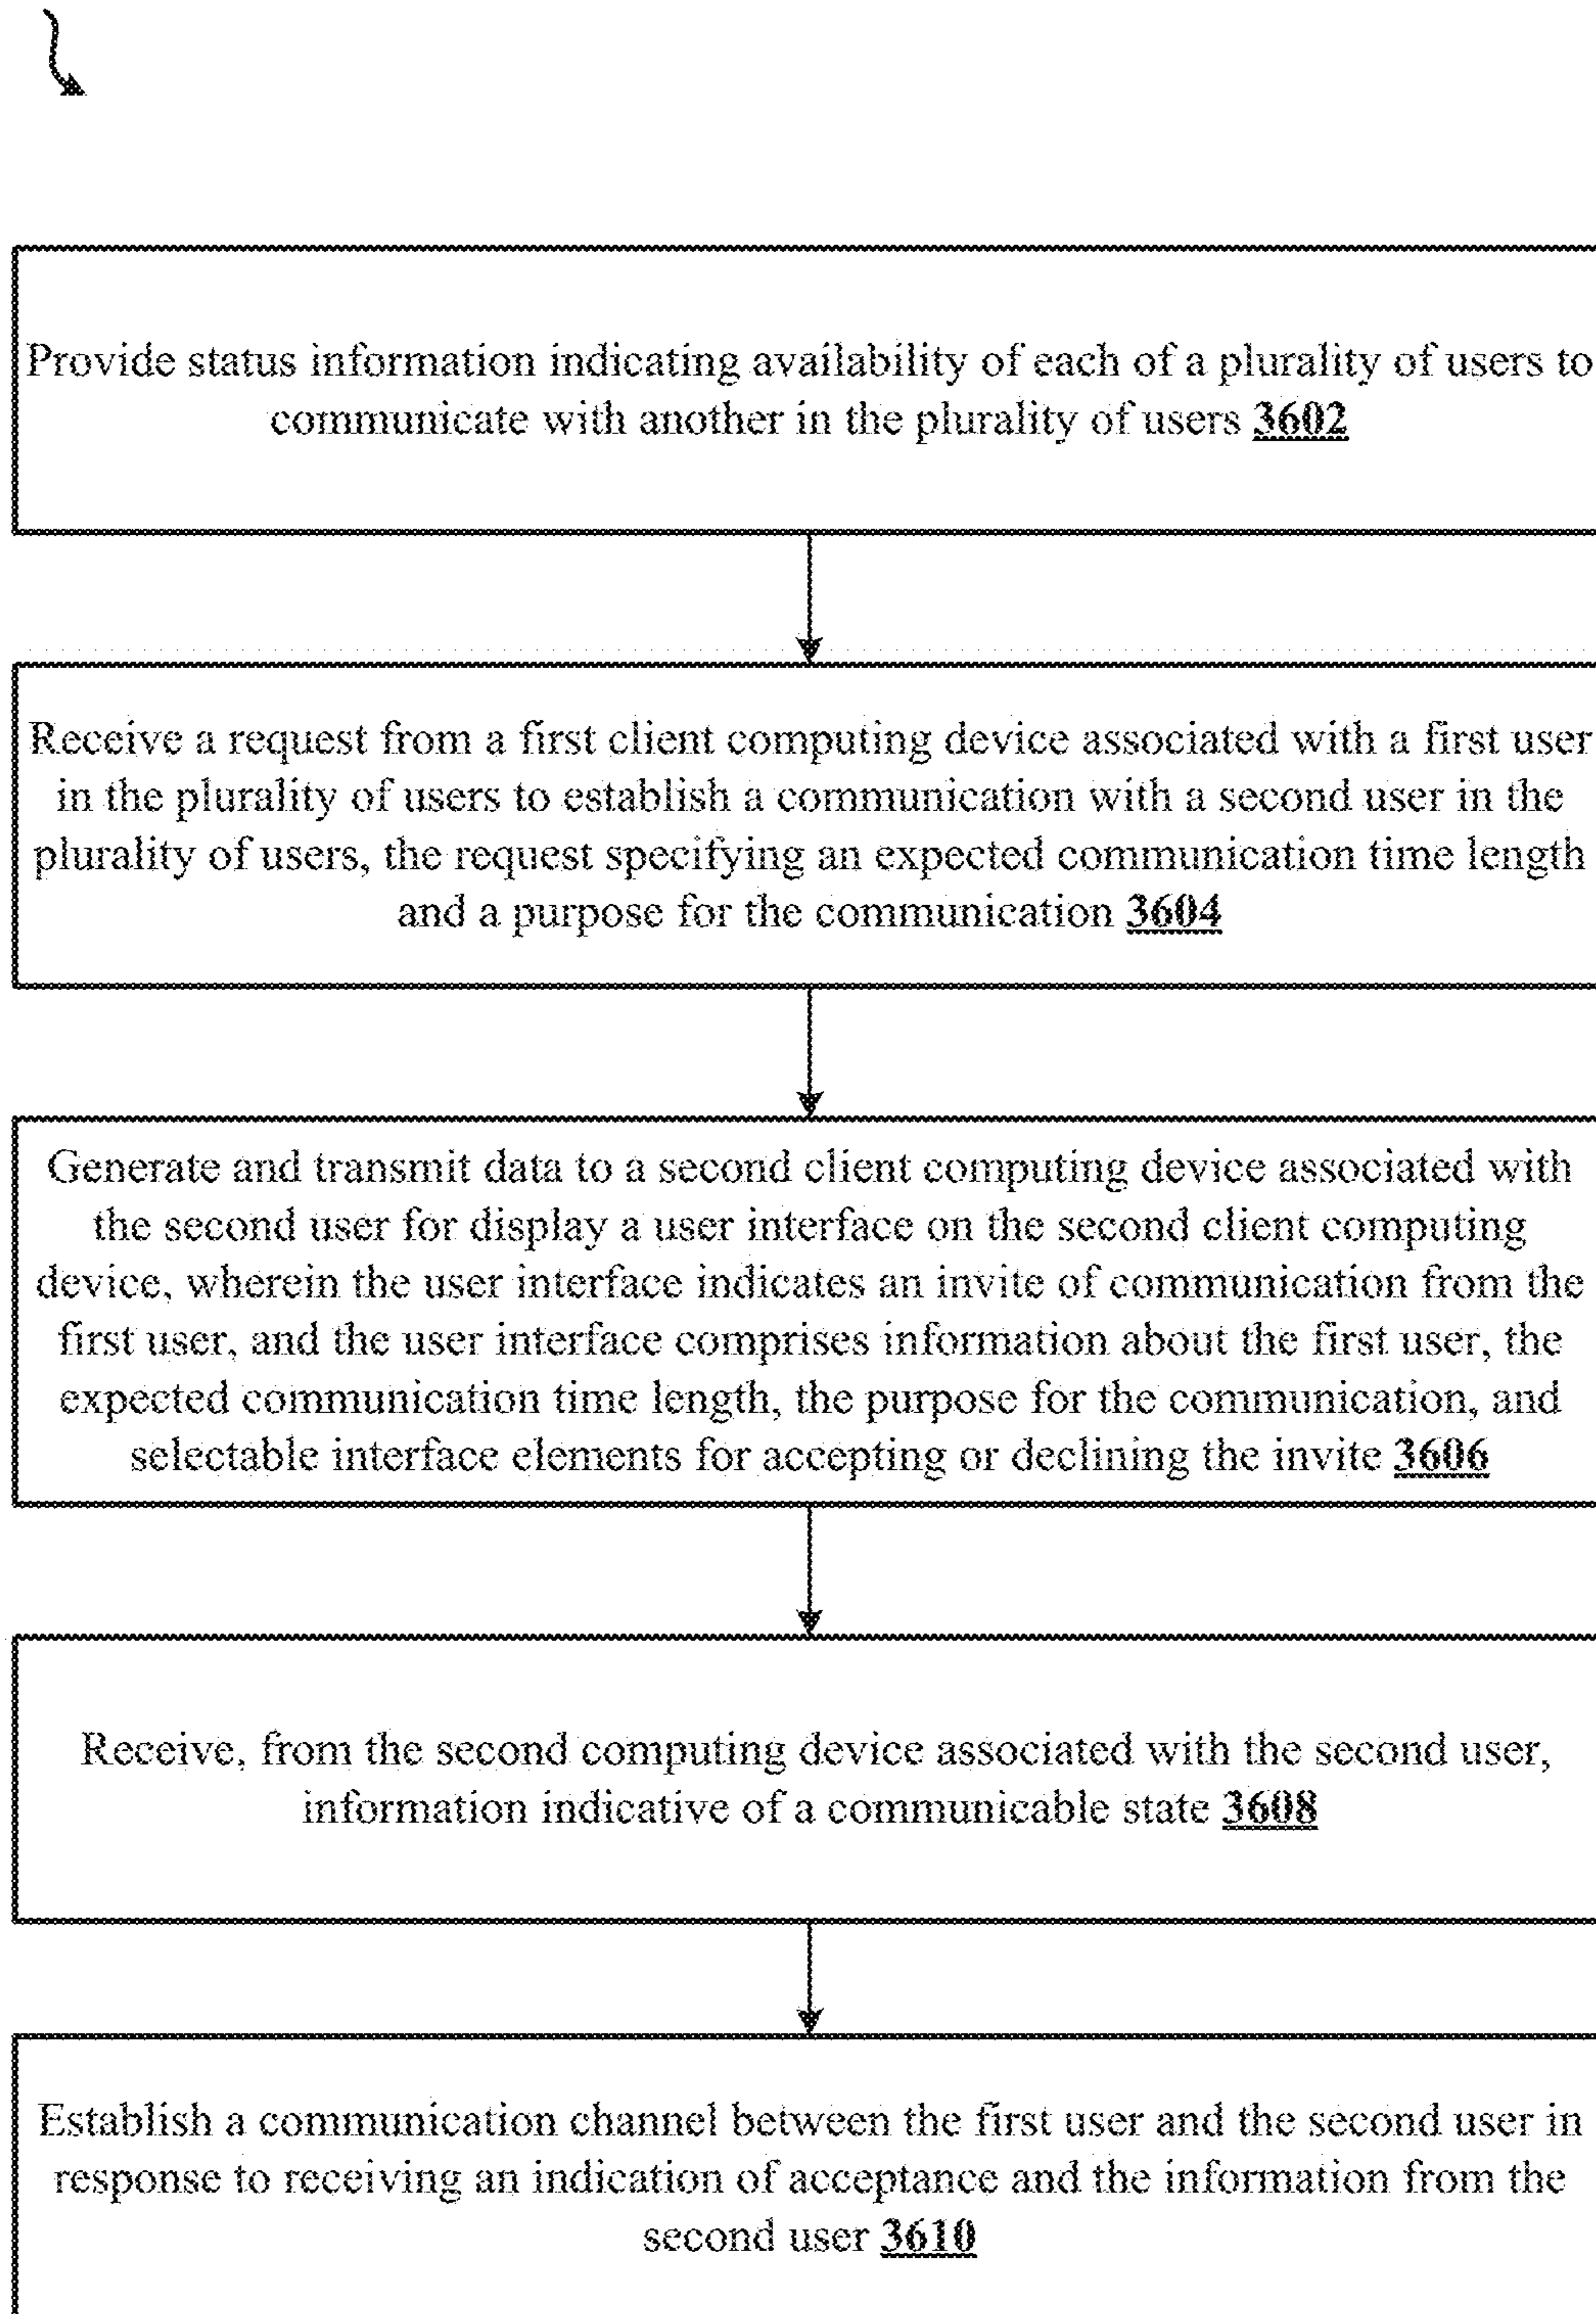 Provide status information indicating availability of each of a plurality of users to
communicate with another in the plurality of users 3602
Receive a request from a first client computing device associated with a first user
in the plurality of users to establish a communication with a second user in the
plurality of users, the request specifying an expected communication time length
and a purpose for the communication 3604
Generate and transmit data to a second client computing device associated with
the second user for display a user interface on the second client computing
device, wherein the user interface indicates an invite of communication from the
first user, and the user interface comprises information about the first user, the
expected communication time length, the purpose for the communication, and
selectable interface elements for accepting or declining the invite 3606
Receive, from the second computing device associated with the second user,
information indicative of a communicable state 3608
Establish a communication channel between the first user and the second user in
response to receiving an indication of acceptance and the information from the
second user 3610